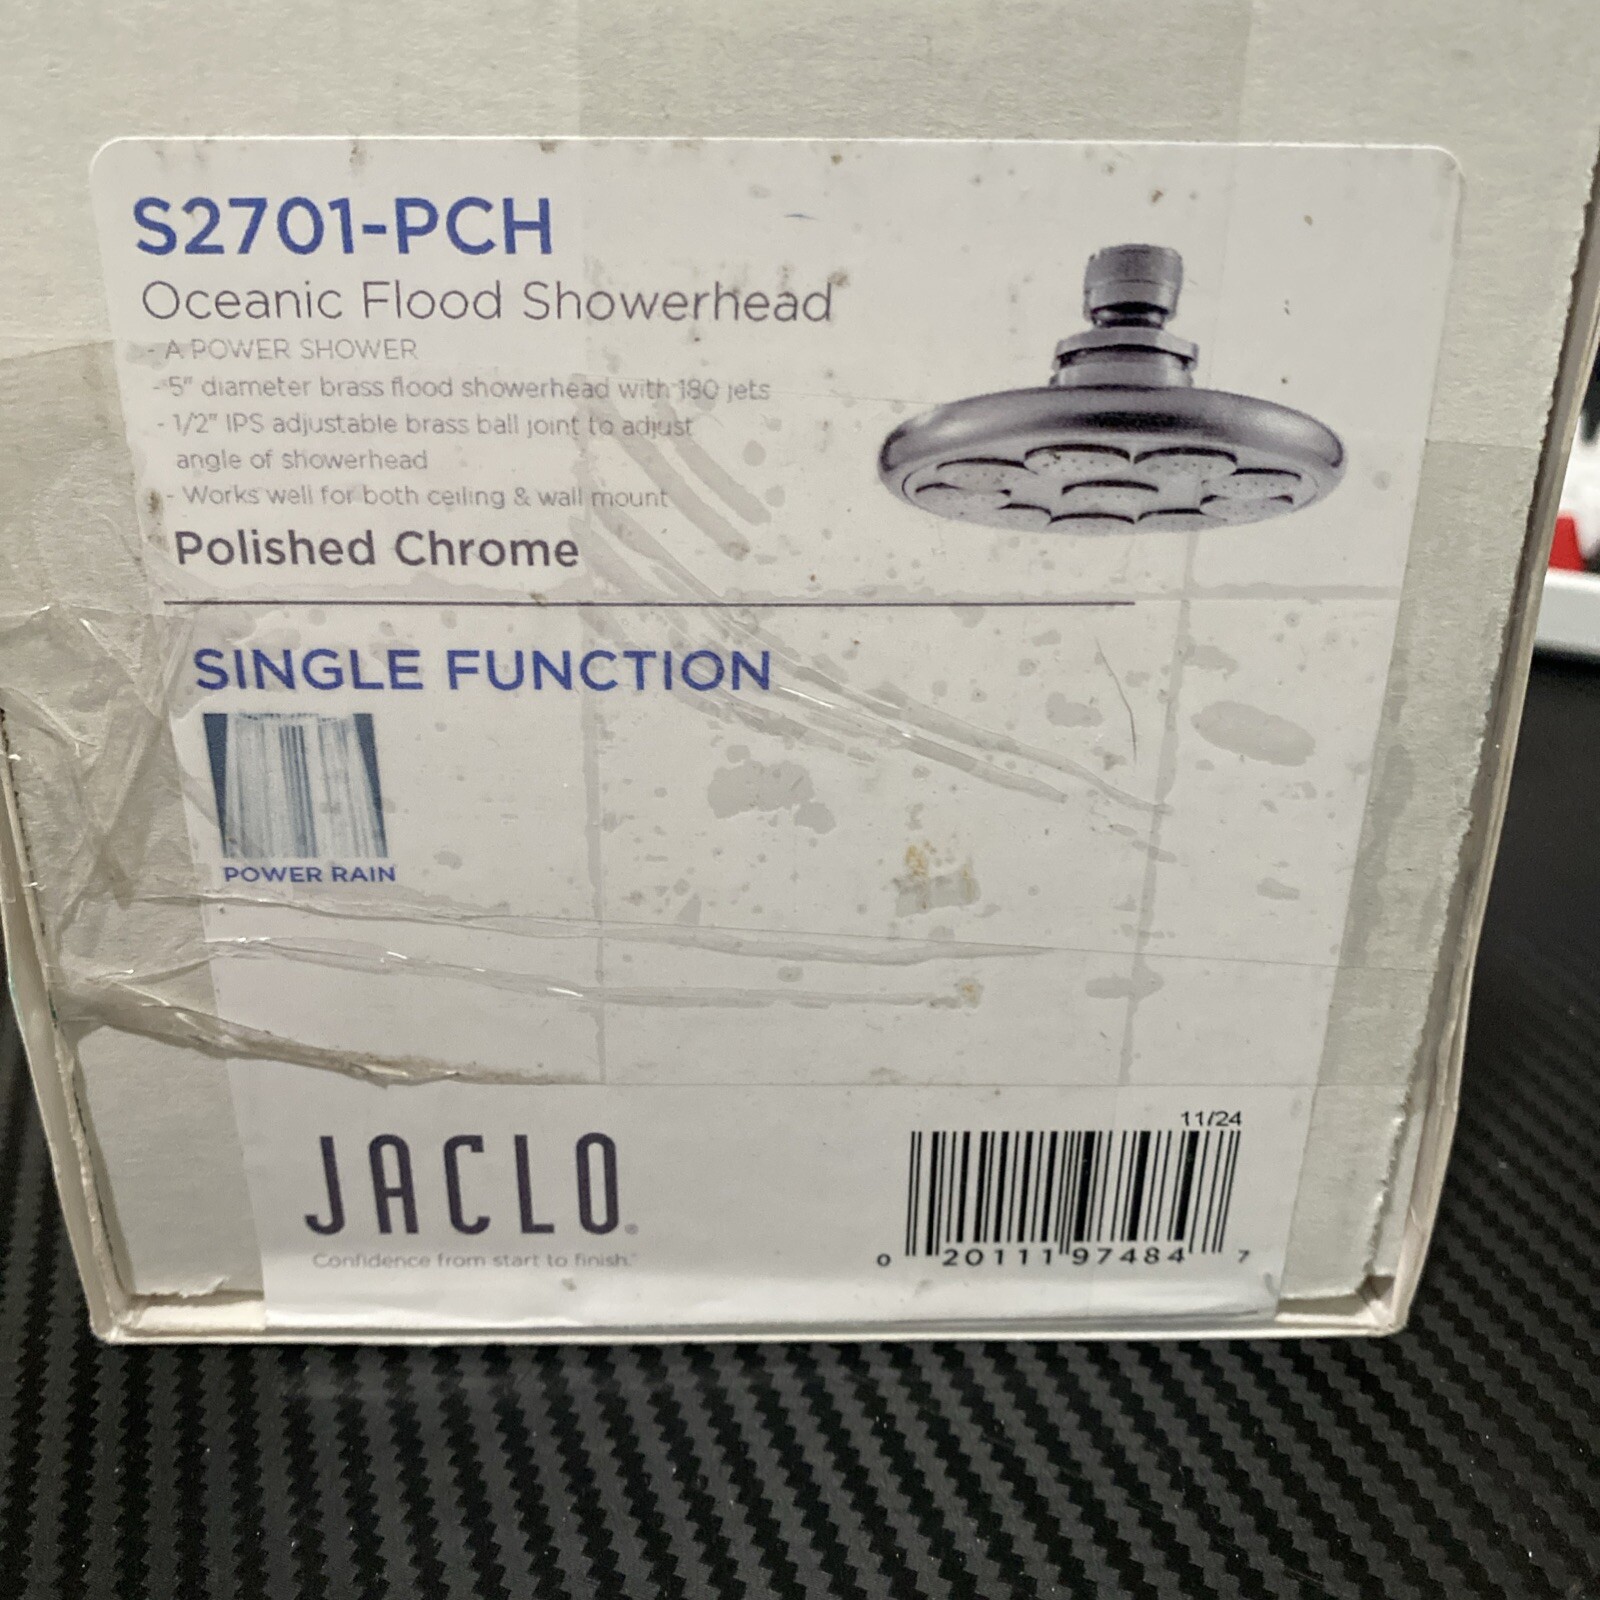 S2701-PCH
Oceanic Flood Showerhead
- A POWER SHOWER
- 5" diameter brass flood showerhead with 180 jets
- 1/2" IPS adjustable brass ball joint to adjust
angle of showerhead
- Works well for both ceiling & wall mount
Polished Chrome
SINGLE FUNCTION
POWER RAIN
JACLO®
Confidence from start to finish.™
11/24
0 20111 97484 7